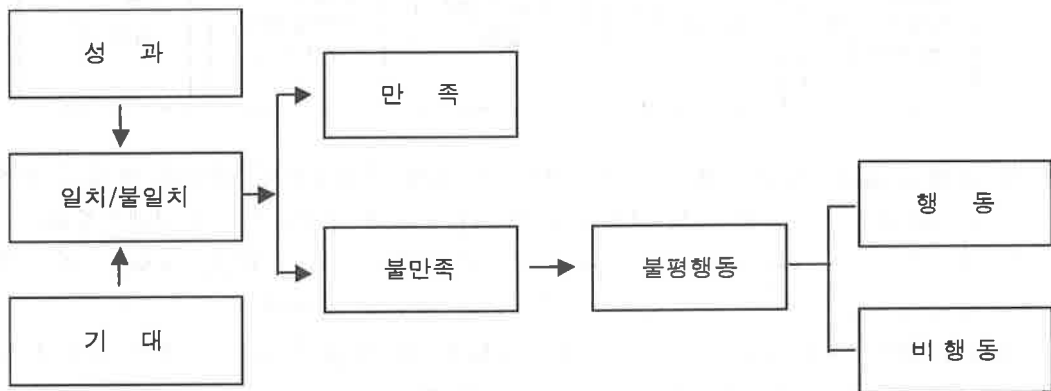 성 과
만 족
일치/불일치
행 동
불만족
불평행동
기 대
비 행 동